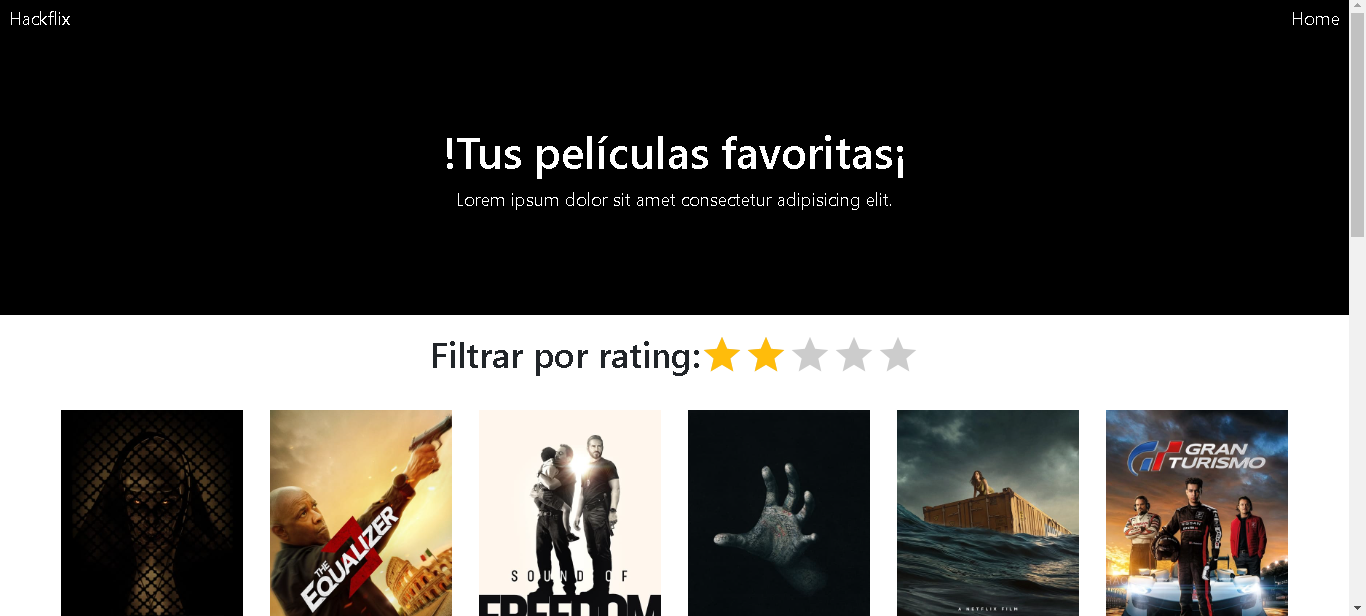 Hackflix
Home
!Tus películas favoritas¡
Lorem ipsum dolor sit amet consectetur adipisicing elit.
Filtrar por rating:
THE
EQUALIZER
3
SOUND OF
FREEDOM
A NETFLIX FILM
GRAN
TURISMO